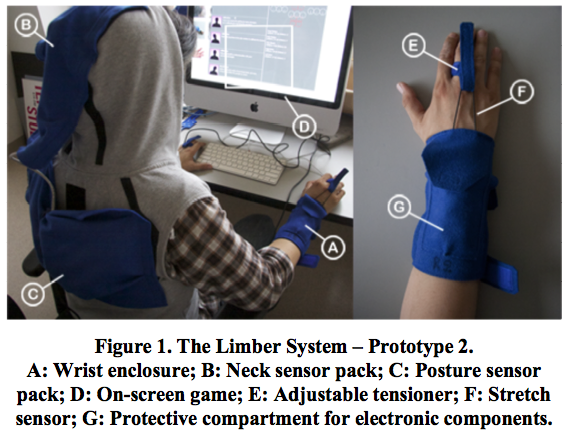 B
E
F
D
A
G
C
Figure 1. The Limber System – Prototype 2.
A: Wrist enclosure; B: Neck sensor pack; C: Posture sensor
pack; D: On-screen game; E: Adjustable tensioner; F: Stretch
sensor; G: Protective compartment for electronic components.